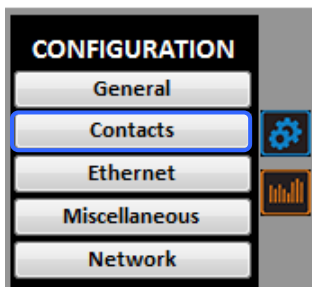 CONFIGURATION
General
Contacts
Ethernet
Miscellaneous
Network